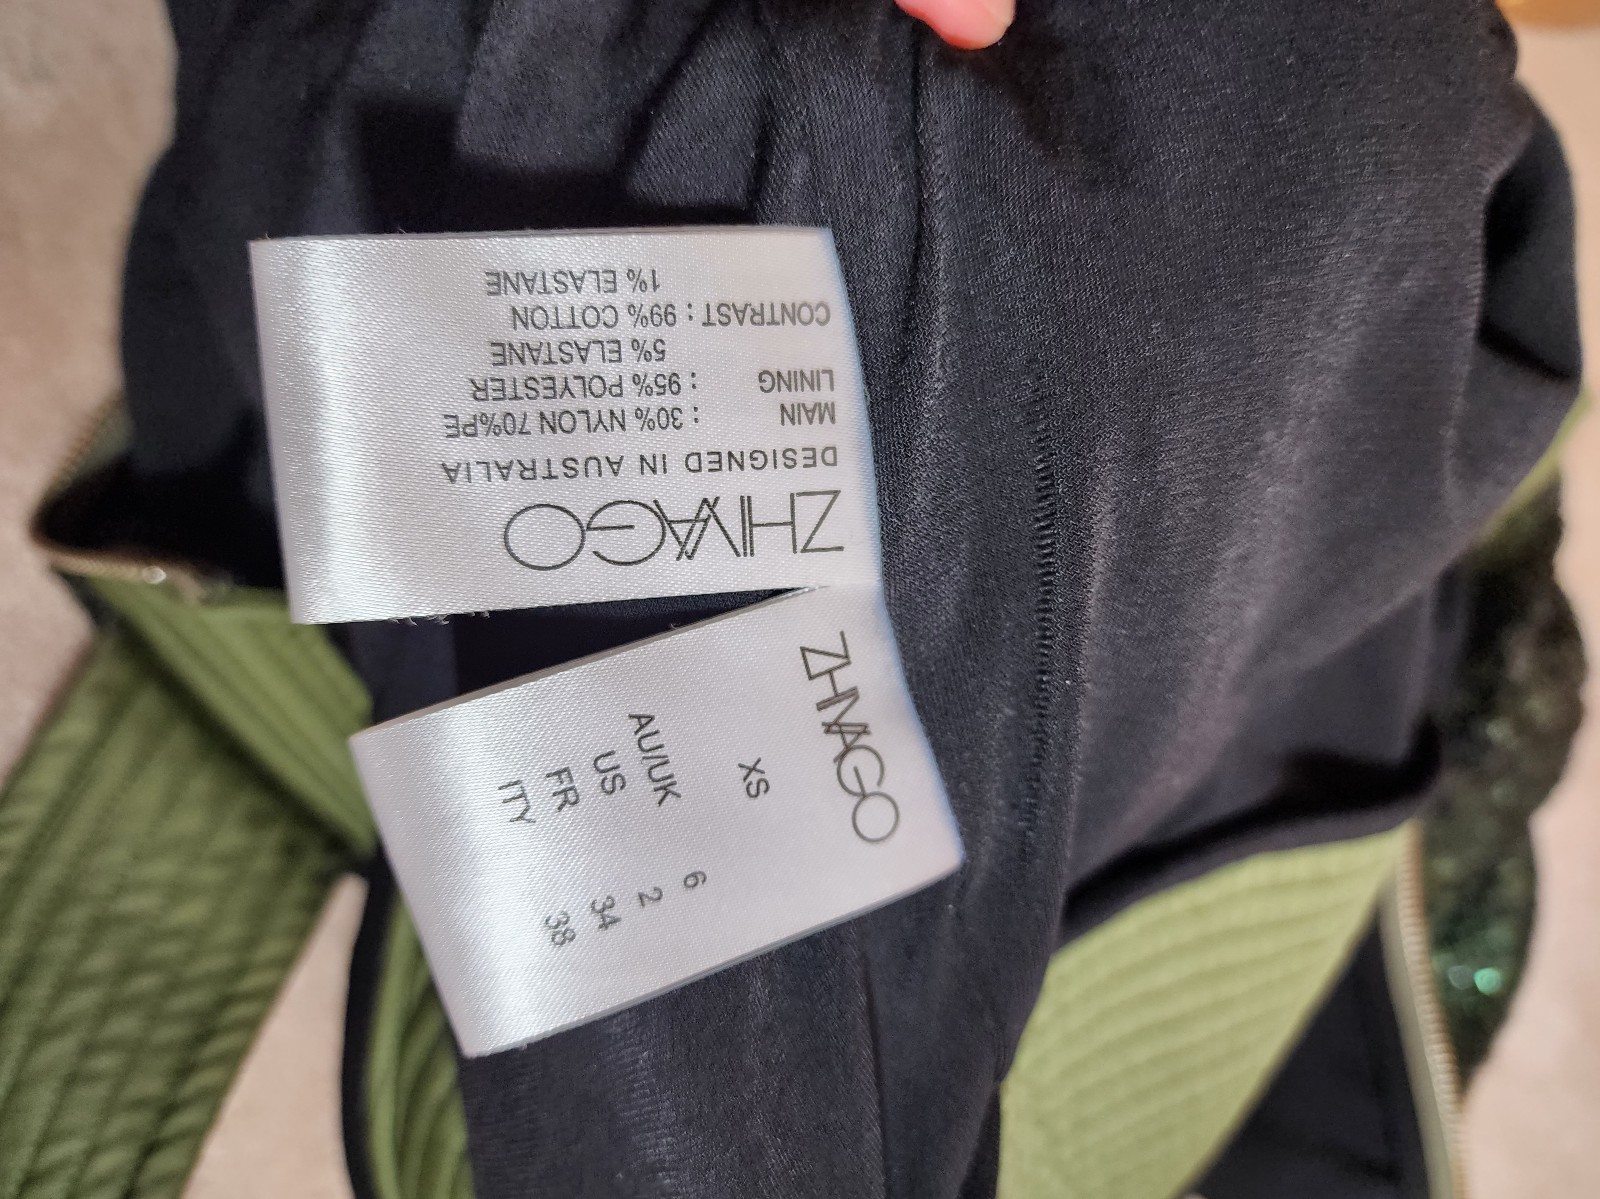 ZHIVAGO
DESIGNED IN AUSTRALIA
MAIN : 30% NYLON 70%PE
LINING : 95% POLYESTER
5% ELASTANE
CONTRAST : 99% COTTON
1% ELASTANE
ZHIVAGO
XS
AU/UK 6
US 2
FR 34
ITY 38